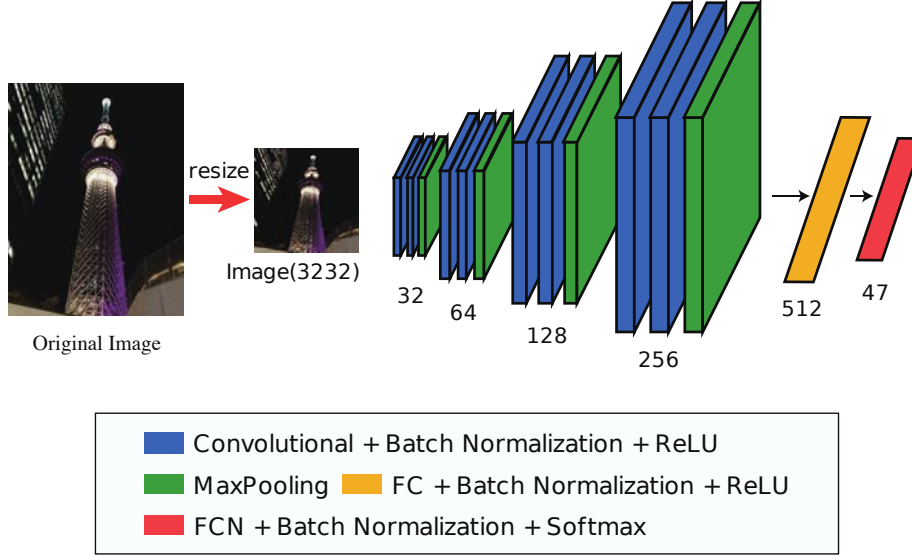 resize
Image(3232)
Original Image
32
64
128
256
512
47
Convolutional + Batch Normalization + ReLU
MaxPooling
FC + Batch Normalization + ReLU
FCN + Batch Normalization + Softmax